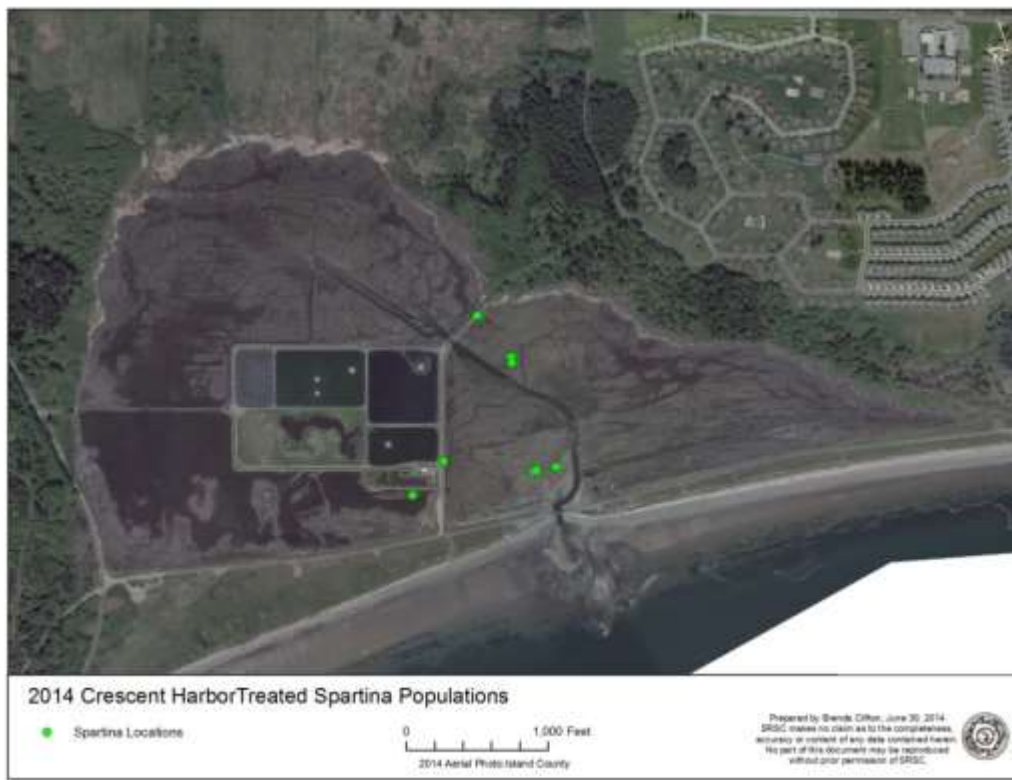 2014 Crescent HarborTreated Spartina Populations
Spartina Locations
0 1,000 Feet
2014 Aerial Photo Island County
Prepared by Brenda Clifton, June 30, 2014.
SRSC makes no claim as to the completeness,
accuracy or content of any data contained herein.
No part of this document may be reproduced
without prior permission of SRSC.